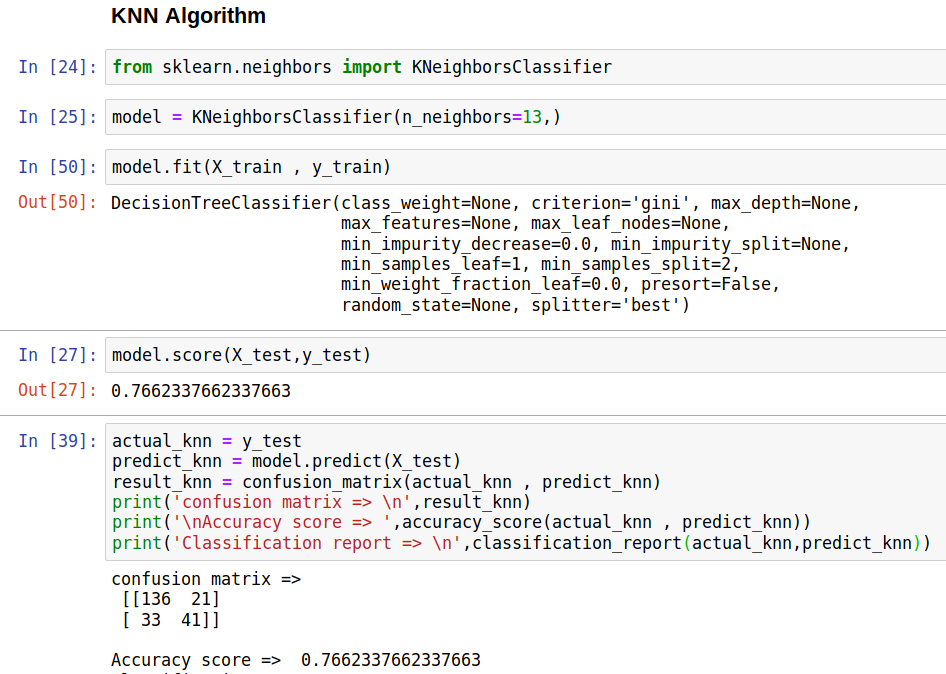 KNN Algorithm
In [24]: from sklearn.neighbors import KNeighborsClassifier
In [25]: model = KNeighborsClassifier(n_neighbors=13,)
In [50]: model.fit(X_train , y_train)
Out[50]: DecisionTreeClassifier(class_weight=None, criterion='gini', max_depth=None,
max_features=None, max_leaf_nodes=None,
min_impurity_decrease=0.0, min_impurity_split=None,
min_samples_leaf=1, min_samples_split=2,
min_weight_fraction_leaf=0.0, presort=False,
random_state=None, splitter='best')
In [27]: model.score(X_test,y_test)
Out[27]: 0.7662337662337663
In [39]: actual_knn = y_test
predict_knn = model.predict(X_test)
result_knn = confusion_matrix(actual_knn , predict_knn)
print('confusion matrix => \n',result_knn)
print('\nAccuracy score => ',accuracy_score(actual_knn , predict_knn))
print('Classification report => \n',classification_report(actual_knn,predict_knn))
confusion matrix =>
[[136 21]
[ 33 41]]
Accuracy score => 0.7662337662337663